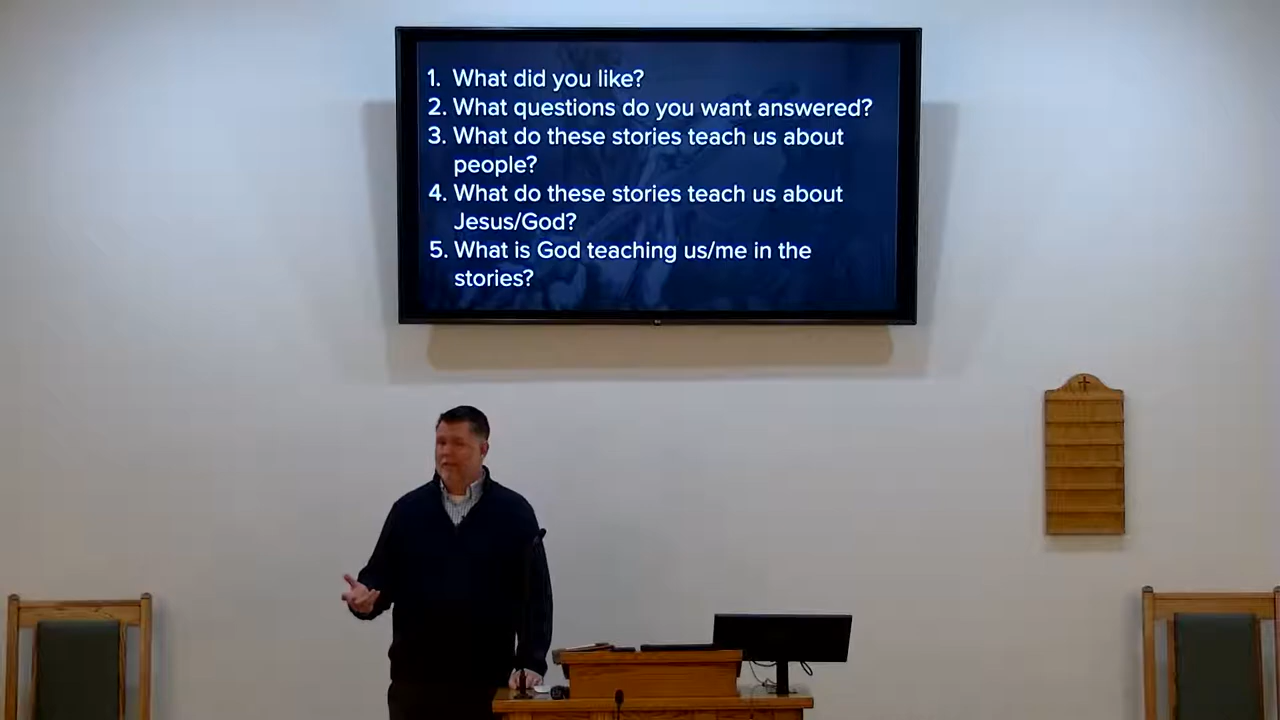 1. What did you like?
2. What questions do you want answered?
3. What do these stories teach us about
people?
4. What do these stories teach us about
Jesus/God?
5. What is God teaching us/me in the
stories?